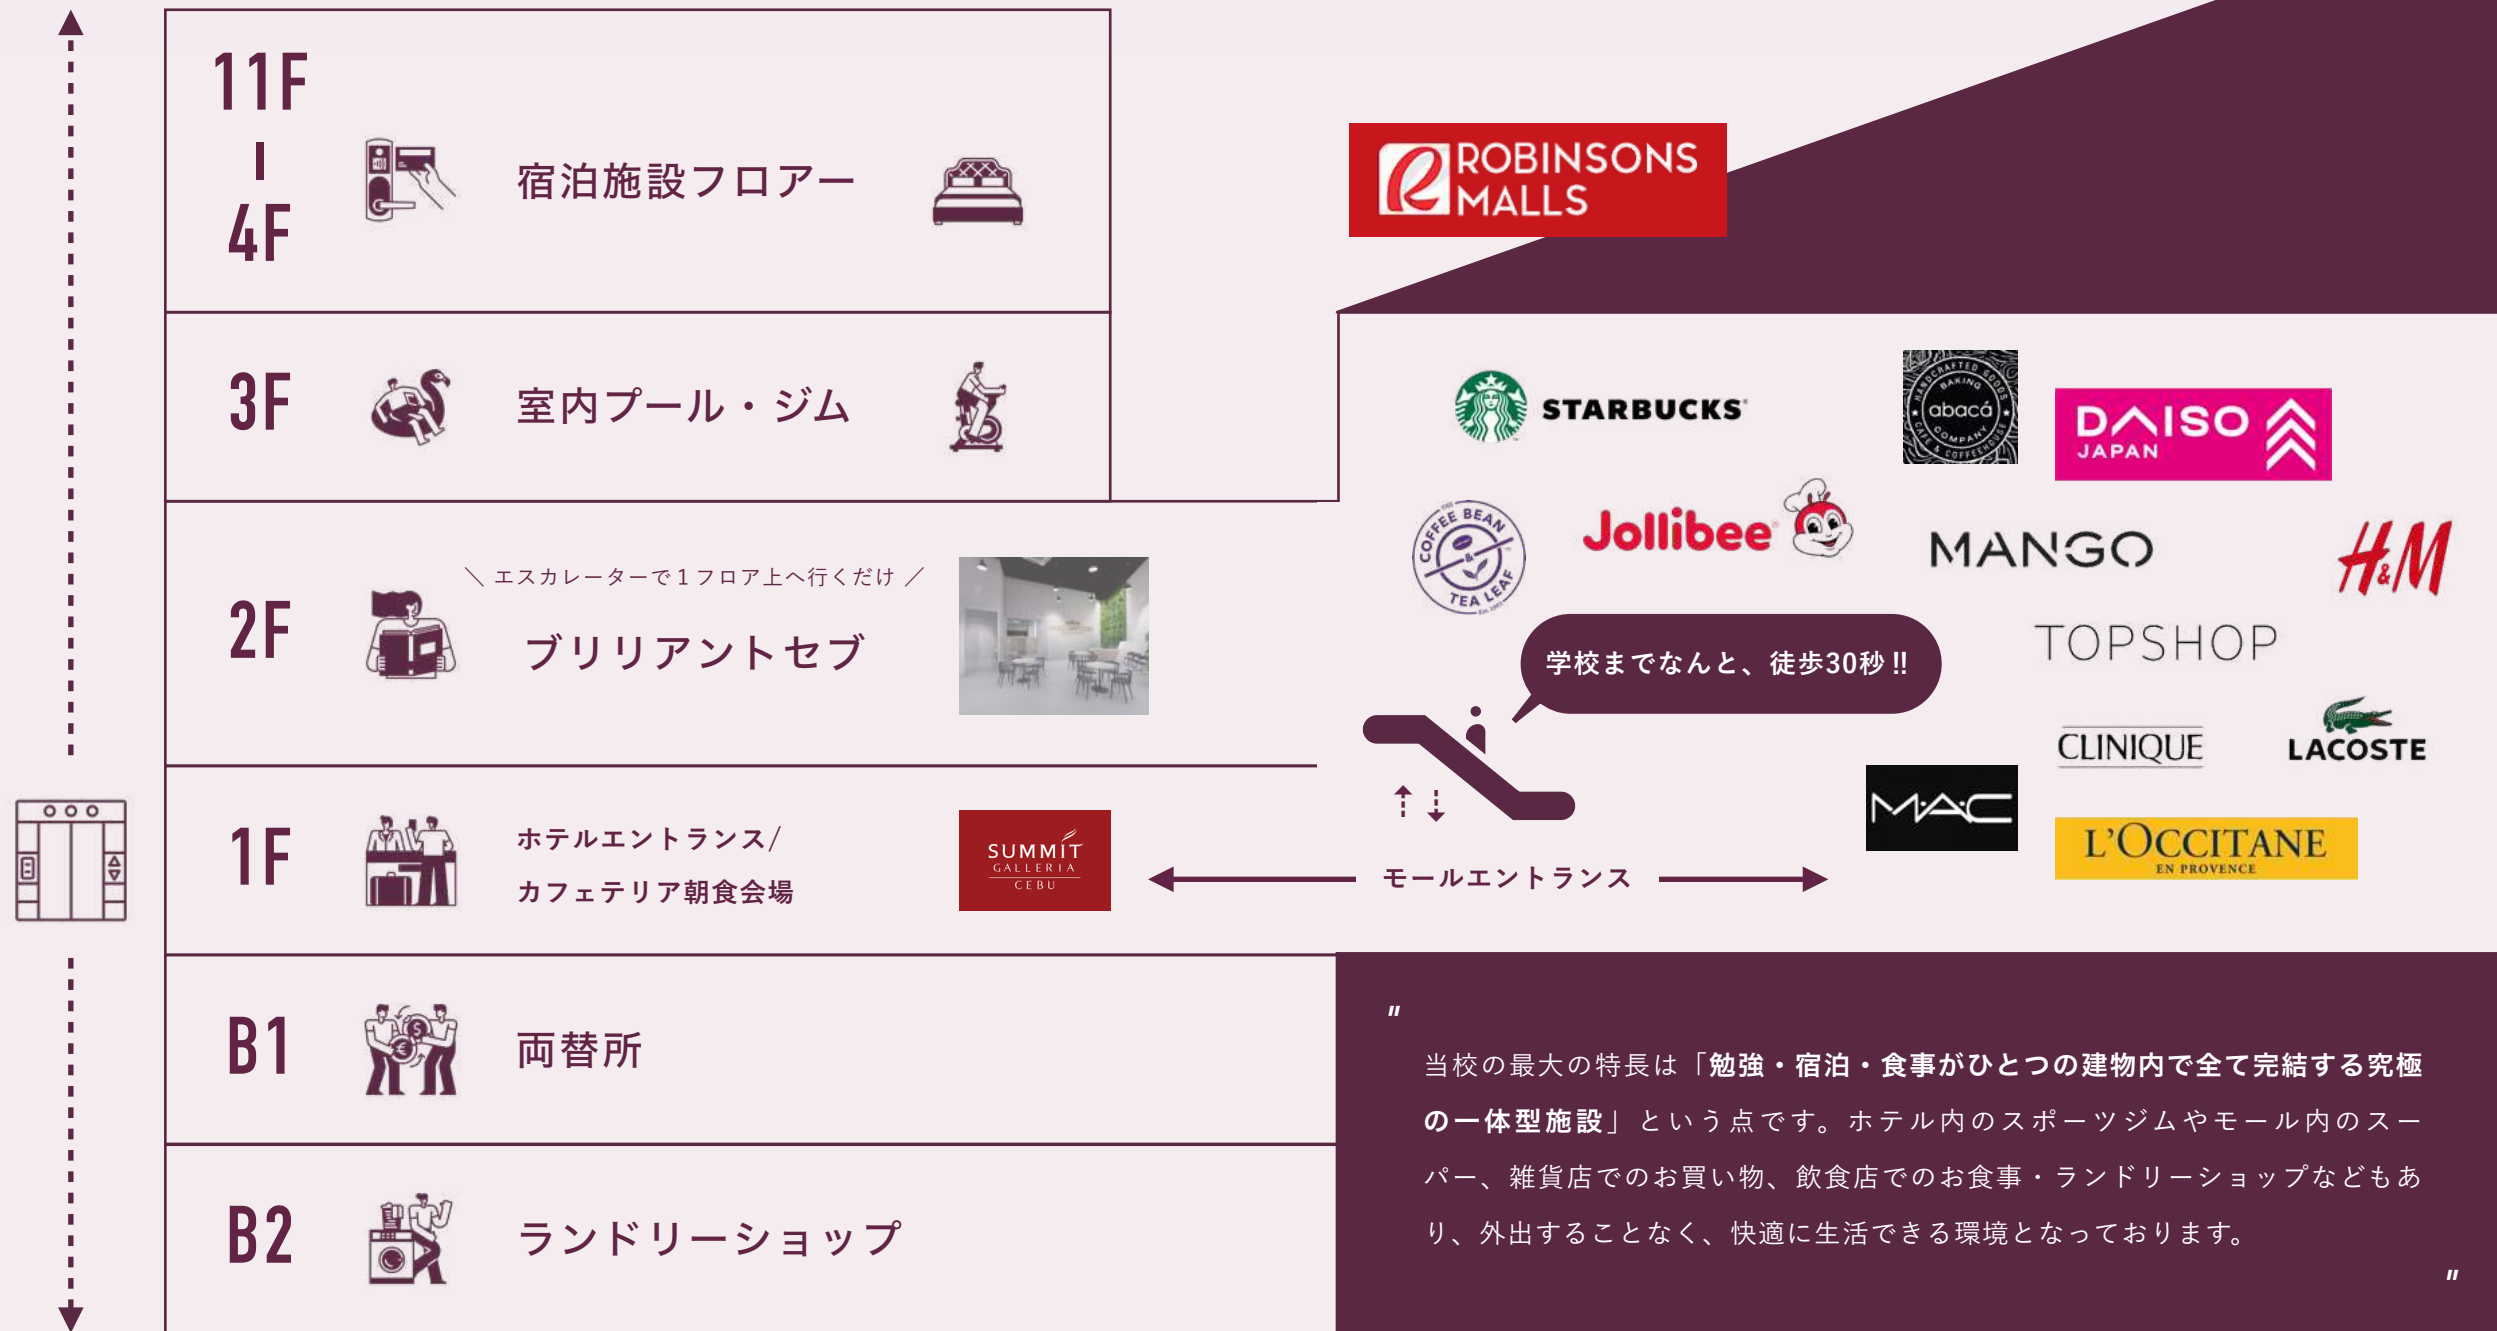 11F
4F
宿泊施設フロアー
3F
室内プール・ジム
2F
＼ エスカレーターで１フロア上へ行くだけ ／
ブリリアントセブ
1F
ホテルエントランス/
カフェテリア朝食会場
SUMMIT
GALLERIA
CEBU
B1
両替所
B2
ランドリーショップ
ROBINSONS
MALLS
STARBUCKS
HANDCRAFTED GOODS
BAKING
abacá
COMPANY
CAFE & COFFEEHOUSE
DAISO
JAPAN
THE
COFFEE BEAN
&
TEA LEAF
Jollibee
MANGO
H&M
TOPSHOP
学校までなんと、徒歩30秒‼
CLINIQUE
LACOSTE
M·A·C
L'OCCITANE
EN PROVENCE
モールエントランス
"
当校の最大の特長は「勉強・宿泊・食事がひとつの建物内で全て完結する究極
の一体型施設」という点です。ホテル内のスポーツジムやモール内のスー
パー、雑貨店でのお買い物、飲食店でのお食事・ランドリーショップなどもあ
り、外出することなく、快適に生活できる環境となっております。
"